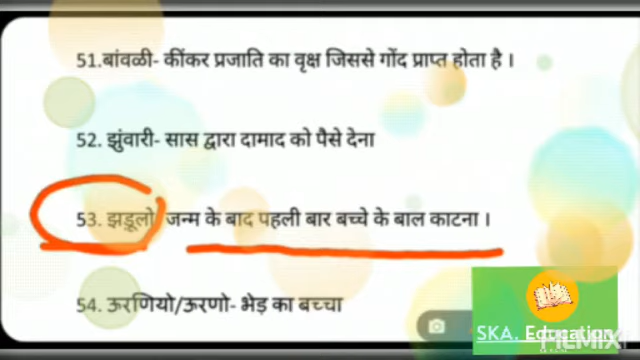 51.बांवळी- कींकर प्रजाति का वृक्ष जिससे गोंद प्राप्त होता है ।
52. झुंवारी- सास द्वारा दामाद को पैसे देना
53. झड़ूलो जन्म के बाद पहली बार बच्चे के बाल काटना ।
54. ऊरणियो/ऊरणो- भेड़ का बच्चा
SKA. Education